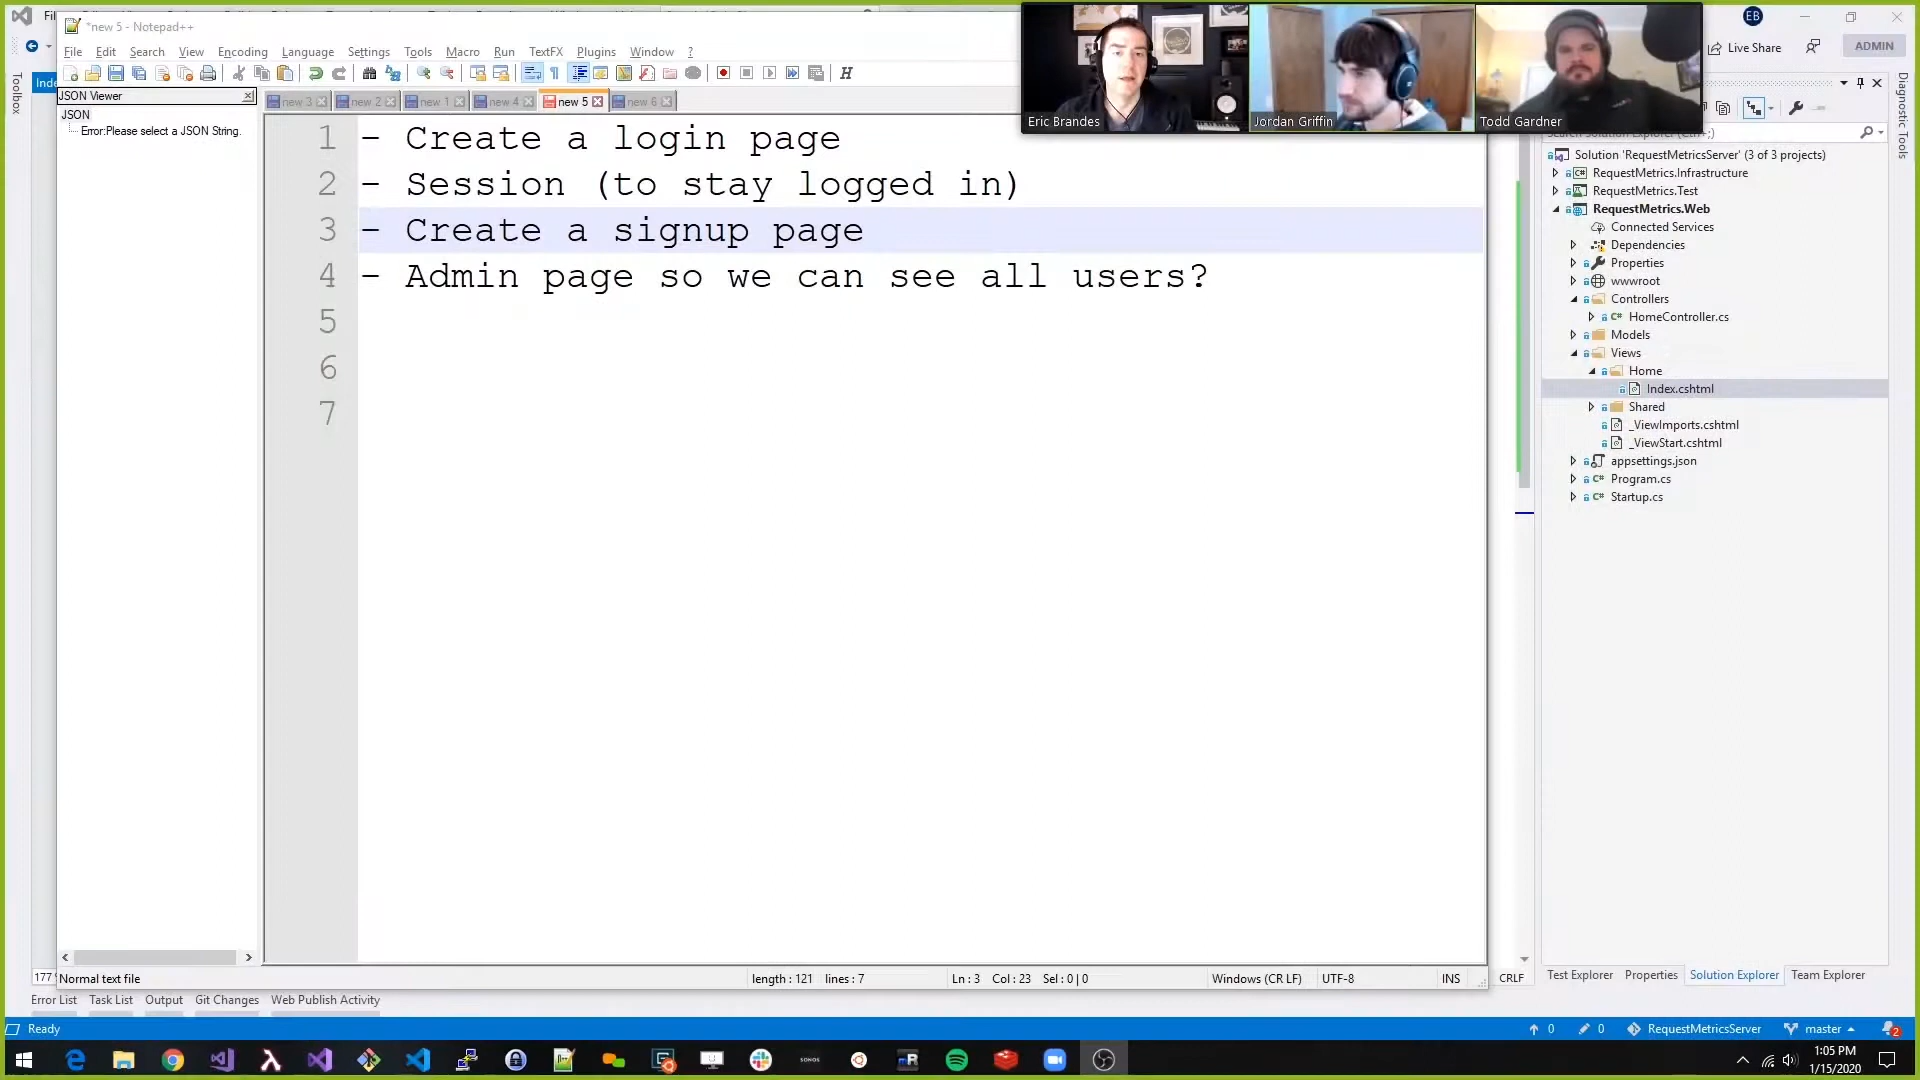 *new 5 - Notepad++
File Edit Search View Encoding Language Settings Tools Macro Run TextFX Plugins Window ?
JSON Viewer
JSON
Error:Please select a JSON String.
new 3 new 2 new 1 new 4 new 5 new 6
1 - Create a login page
2 - Session (to stay logged in)
3 - Create a signup page
4 - Admin page so we can see all users?
5
6
7
Normal text file length : 121 lines : 7 Ln : 3 Col : 23 Sel : 0 | 0 Windows (CR LF) UTF-8 INS
Eric Brandes
Jordan Griffin
Todd Gardner
EB
Live Share
ADMIN
Toolbox
Diagnostic Tools
Solution 'RequestMetricsServer' (3 of 3 projects)
RequestMetrics.Infrastructure
RequestMetrics.Test
RequestMetrics.Web
Connected Services
Dependencies
Properties
wwwroot
Controllers
HomeController.cs
Models
Views
Home
Index.cshtml
Shared
_ViewImports.cshtml
_ViewStart.cshtml
appsettings.json
Program.cs
Startup.cs
177
CRLF
Test Explorer Properties Solution Explorer Team Explorer
Error List Task List Output Git Changes Web Publish Activity
Ready
0 0 RequestMetricsServer master 2
SONOS
1:05 PM
1/15/2020